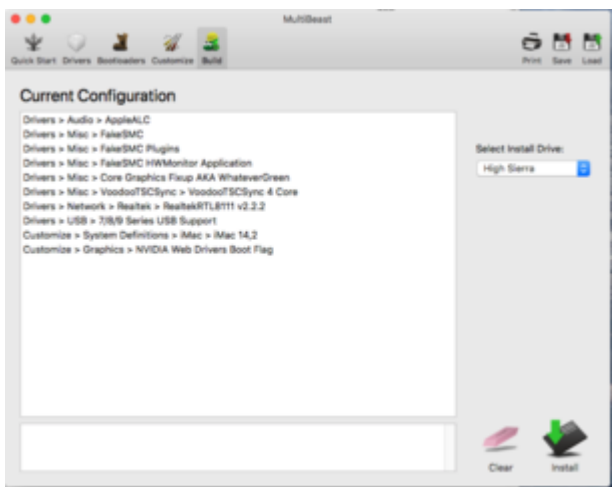 MultiBeast
Quick Start Drivers Bootloaders Customize Build
Print Save Load
Current Configuration
Drivers > Audio > AppleALC
Drivers > Misc > FakeSMC
Drivers > Misc > FakeSMC Plugins
Drivers > Misc > FakeSMC HWMonitor Application
Drivers > Misc > Core Graphics Fixup AKA WhateverGreen
Drivers > Misc > VoodooTSCSync > VoodooTSCSync 4 Core
Drivers > Network > Realtek > RealtekRTL8111 v2.2.2
Drivers > USB > 7/8/9 Series USB Support
Customize > System Definitions > iMac > iMac 14,2
Customize > Graphics > NVIDIA Web Drivers Boot Flag
Select Install Drive:
High Sierra
Clear Install